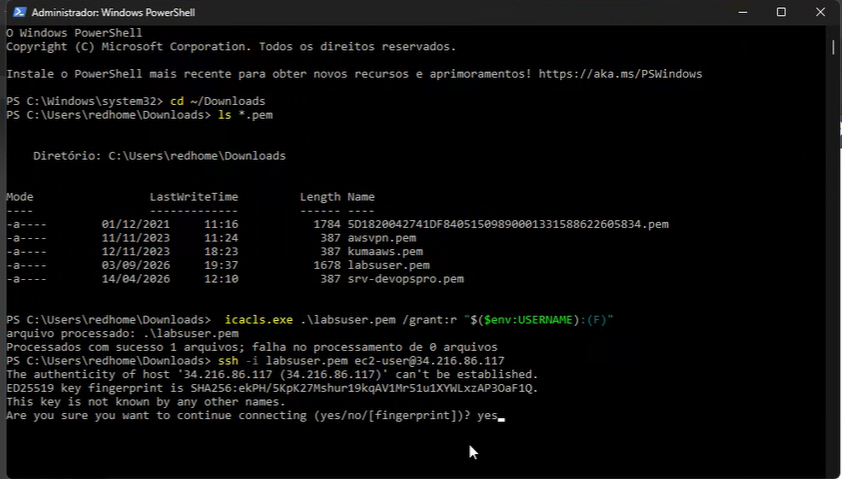 Administrador: Windows PowerShell
O Windows PowerShell
Copyright (C) Microsoft Corporation. Todos os direitos reservados.
Instale o PowerShell mais recente para obter novos recursos e aprimoramentos! https://aka.ms/PSWindows
PS C:\Windows\system32> cd ~/Downloads
PS C:\Users\redhome\Downloads> ls *.pem
Diretório: C:\Users\redhome\Downloads
Mode LastWriteTime Length Name
---- ------------- ------ ----
-a---- 01/12/2021 11:16 1784 5D1820042741DF84051509890001331588622605834.pem
-a---- 11/11/2023 11:24 387 awsvpn.pem
-a---- 12/11/2023 18:23 387 kumaaws.pem
-a---- 03/09/2026 19:37 1678 labsuser.pem
-a---- 14/04/2026 12:10 387 srv-devopspro.pem
PS C:\Users\redhome\Downloads>  icacls.exe .\labsuser.pem /grant:r "$($env:USERNAME):(F)"
arquivo processado: .\labsuser.pem
Processados com sucesso 1 arquivos; falha no processamento de 0 arquivos
PS C:\Users\redhome\Downloads> ssh -i labsuser.pem ec2-user@34.216.86.117
The authenticity of host '34.216.86.117 (34.216.86.117)' can't be established.
ED25519 key fingerprint is SHA256:ekPH/5KpK27Mshur19kqAV1Mr51u1XYWLxzAP3OaF1Q.
This key is not known by any other names.
Are you sure you want to continue connecting (yes/no/[fingerprint])? yes